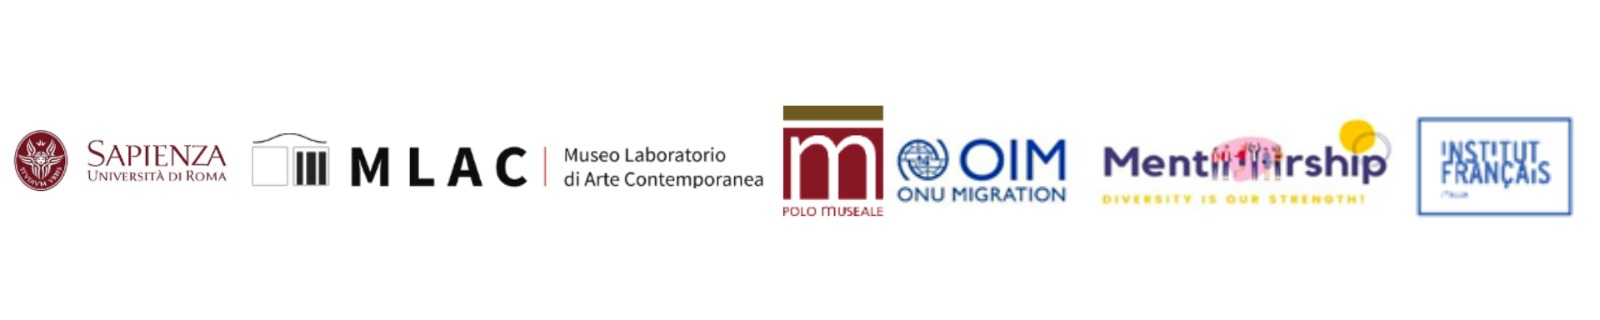 SAPIENZA
UNIVERSITÀ DI ROMA
MLAC
Museo Laboratorio
di Arte Contemporanea
m
POLO MUSEALE
OIM
ONU MIGRATION
Mentorship
DIVERSITY IS OUR STRENGTH!
INSTITUT
FRANÇAIS